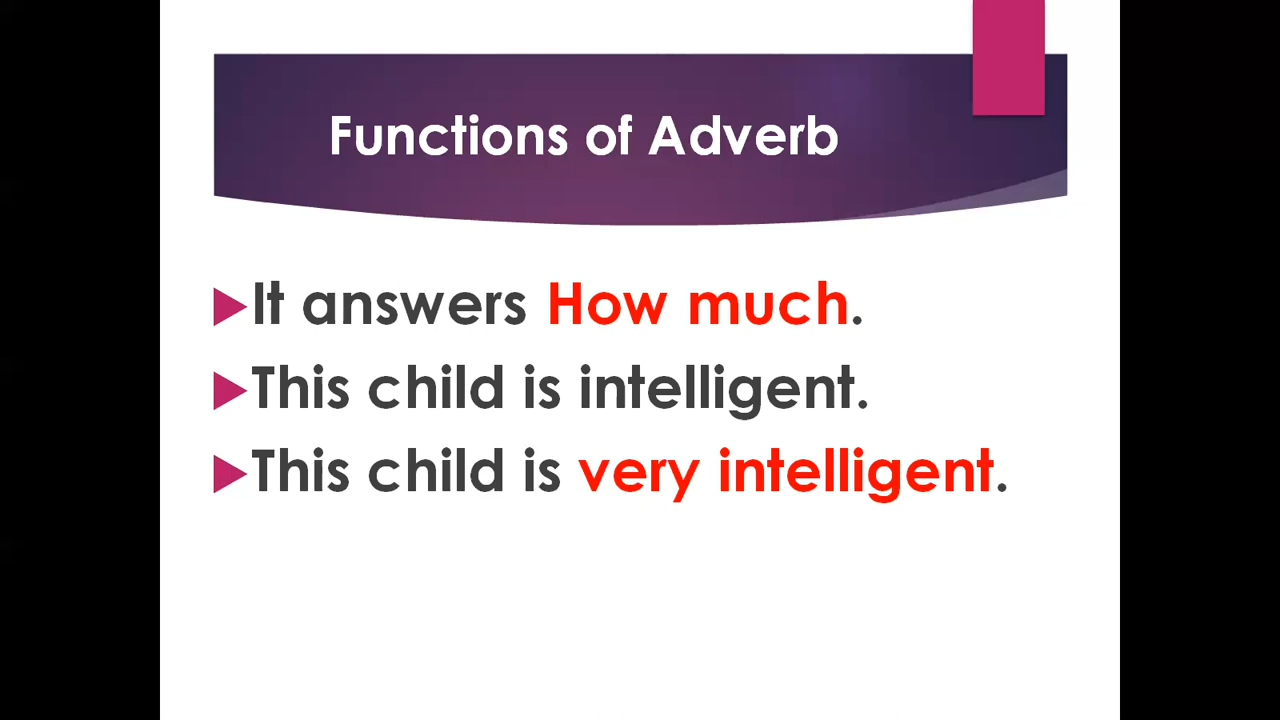 Functions of Adverb
It answers How much.
This child is intelligent.
This child is very intelligent.